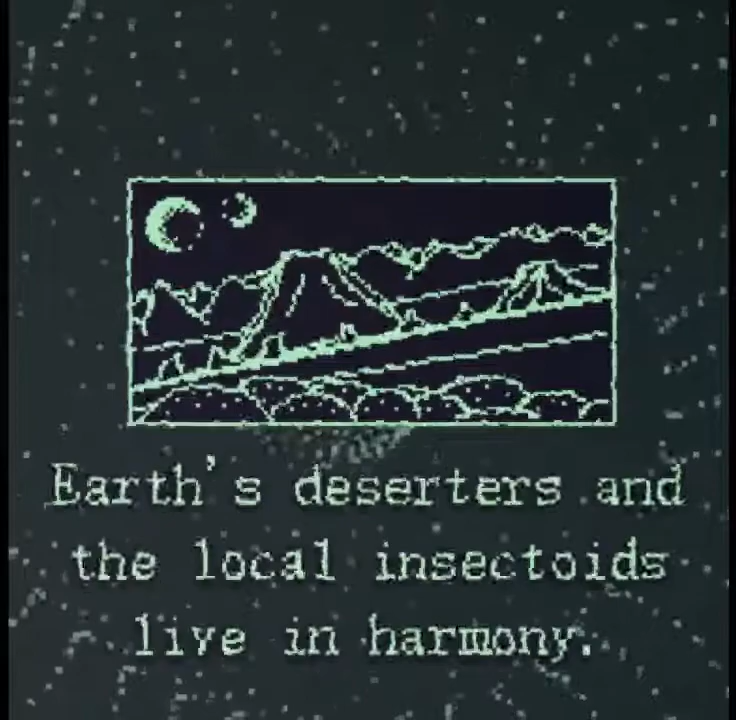 Earth's deserters and
the local insectoids
live in harmony.